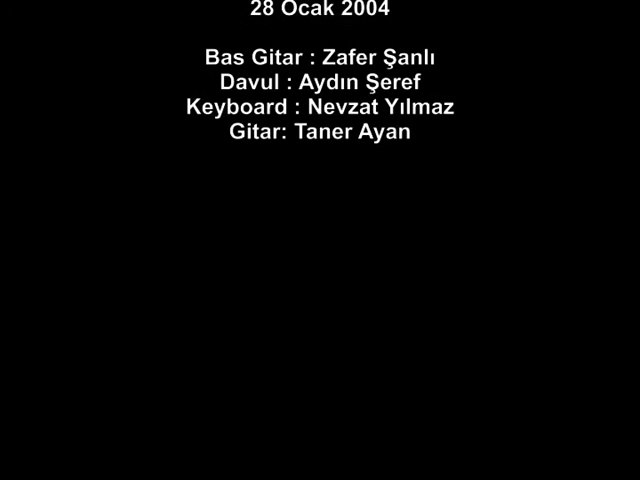 28 Ocak 2004
Bas Gitar : Zafer Şanlı
Davul : Aydın Şeref
Keyboard : Nevzat Yılmaz
Gitar: Taner Ayan